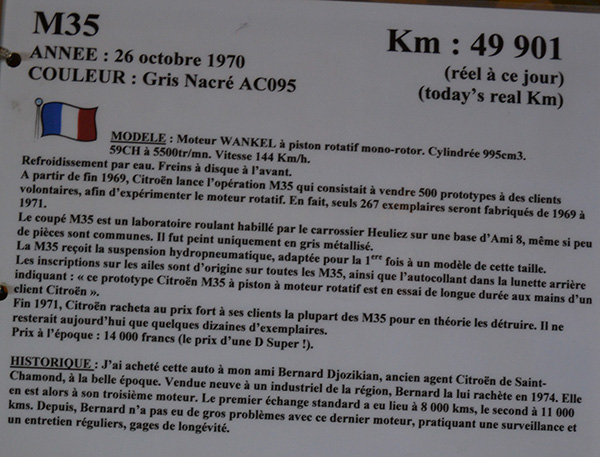 M35
Km : 49 901
ANNEE : 26 octobre 1970
(réel à ce jour)
COULEUR : Gris Nacré AC095
(today's real Km)
MODELE : Moteur WANKEL à piston rotatif mono-rotor. Cylindrée 995cm3.
59CH à 5500tr/mn. Vitesse 144 Km/h.
Refroidissement par eau. Freins à disque à l'avant.
A partir de fin 1969, Citroën lance l'opération M35 qui consistait à vendre 500 prototypes à des clients
volontaires, afin d'expérimenter le moteur rotatif. En fait, seuls 267 exemplaires seront fabriqués de 1969 à
1971.
Le coupé M35 est un laboratoire roulant habillé par le carrossier Heuliez sur une base d'Ami 8, même si peu
de pièces sont communes. Il fut peint uniquement en gris métallisé.
La M35 reçoit la suspension hydropneumatique, adaptée pour la 1ere fois à un modèle de cette taille.
Les inscriptions sur les ailes sont d'origine sur toutes les M35, ainsi que l'autocollant dans la lunette arrière
indiquant : « ce prototype Citroën M35 à piston à moteur rotatif est en essai de longue durée aux mains d'un
client Citroën ».
Fin 1971, Citroën racheta au prix fort à ses clients la plupart des M35 pour en théorie les détruire. Il ne
resterait aujourd'hui que quelques dizaines d'exemplaires.
Prix à l'époque : 14 000 francs (le prix d'une D Super !).
HISTORIQUE : J'ai acheté cette auto à mon ami Bernard Djozikian, ancien agent Citroën de Saint-
Chamond, à la belle époque. Vendue neuve à un industriel de la région, Bernard la lui rachète en 1974. Elle
en est alors à son troisième moteur. Le premier échange standard a eu lieu à 8 000 kms, le second à 11 000
kms. Depuis, Bernard n'a pas eu de gros problèmes avec ce dernier moteur, pratiquant une surveillance et
un entretien réguliers, gages de longévité.